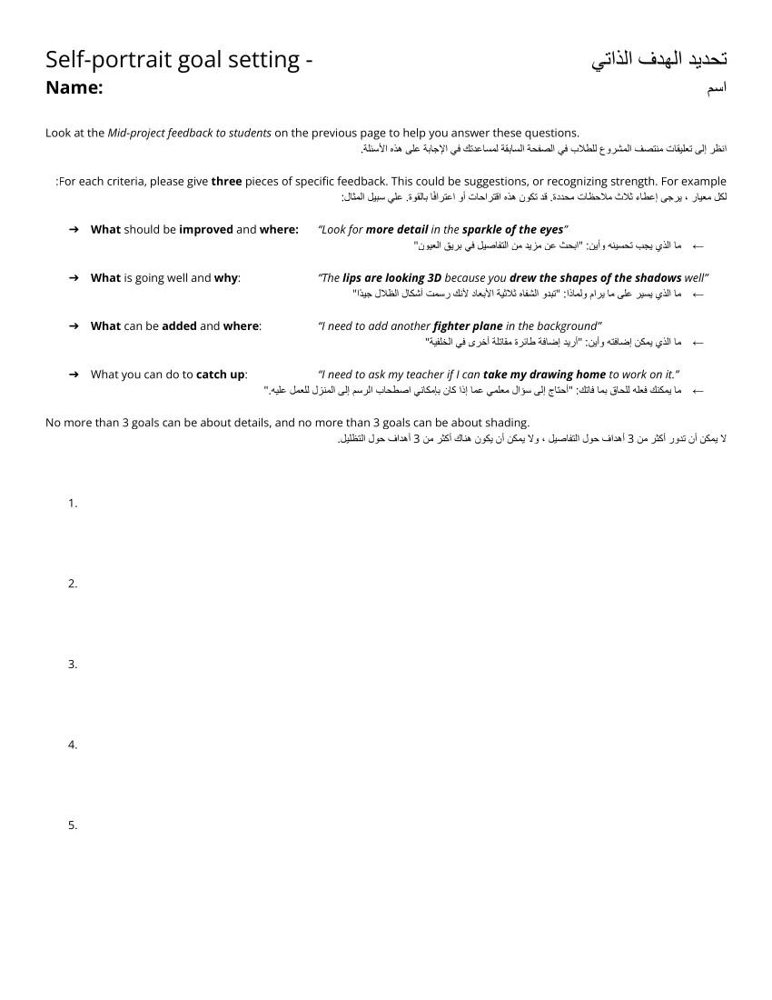 Self-portrait goal setting - تحديد الهدف الذاتي
Name: اسم
Look at the Mid-project feedback to students on the previous page to help you answer these questions.
انظر إلى تعليقات منتصف المشروع للطلاب في الصفحة السابقة لمساعدتك في الإجابة على هذه الأسئلة.
:For each criteria, please give three pieces of specific feedback. This could be suggestions, or recognizing strength. For example
لكل معيار ، يرجى إعطاء ثلاث ملاحظات محددة. قد تكون هذه اقتراحات أو اعترافًا بالقوة. علي سبيل المثال:
➔ What should be improved and where: “Look for more detail in the sparkle of the eyes”
← ما الذي يجب تحسينه وأين: "ابحث عن مزيد من التفاصيل في بريق العيون"
➔ What is going well and why: “The lips are looking 3D because you drew the shapes of the shadows well”
← ما الذي يسير على ما يرام ولماذا: "تبدو الشفاه ثلاثية الأبعاد لأنك رسمت أشكال الظلال جيدًا"
➔ What can be added and where: “I need to add another fighter plane in the background”
← ما الذي يمكن إضافته وأين: "أريد إضافة طائرة مقاتلة أخرى في الخلفية"
➔ What you can do to catch up: “I need to ask my teacher if I can take my drawing home to work on it.”
← ما يمكنك فعله للحاق بما فاتك: "أحتاج إلى سؤال معلمي عما إذا كان بإمكاني اصطحاب الرسم إلى المنزل للعمل عليه."
No more than 3 goals can be about details, and no more than 3 goals can be about shading.
لا يمكن أن تدور أكثر من 3 أهداف حول التفاصيل ، ولا يمكن أن يكون هناك أكثر من 3 أهداف حول التظليل.
1.
2.
3.
4.
5.